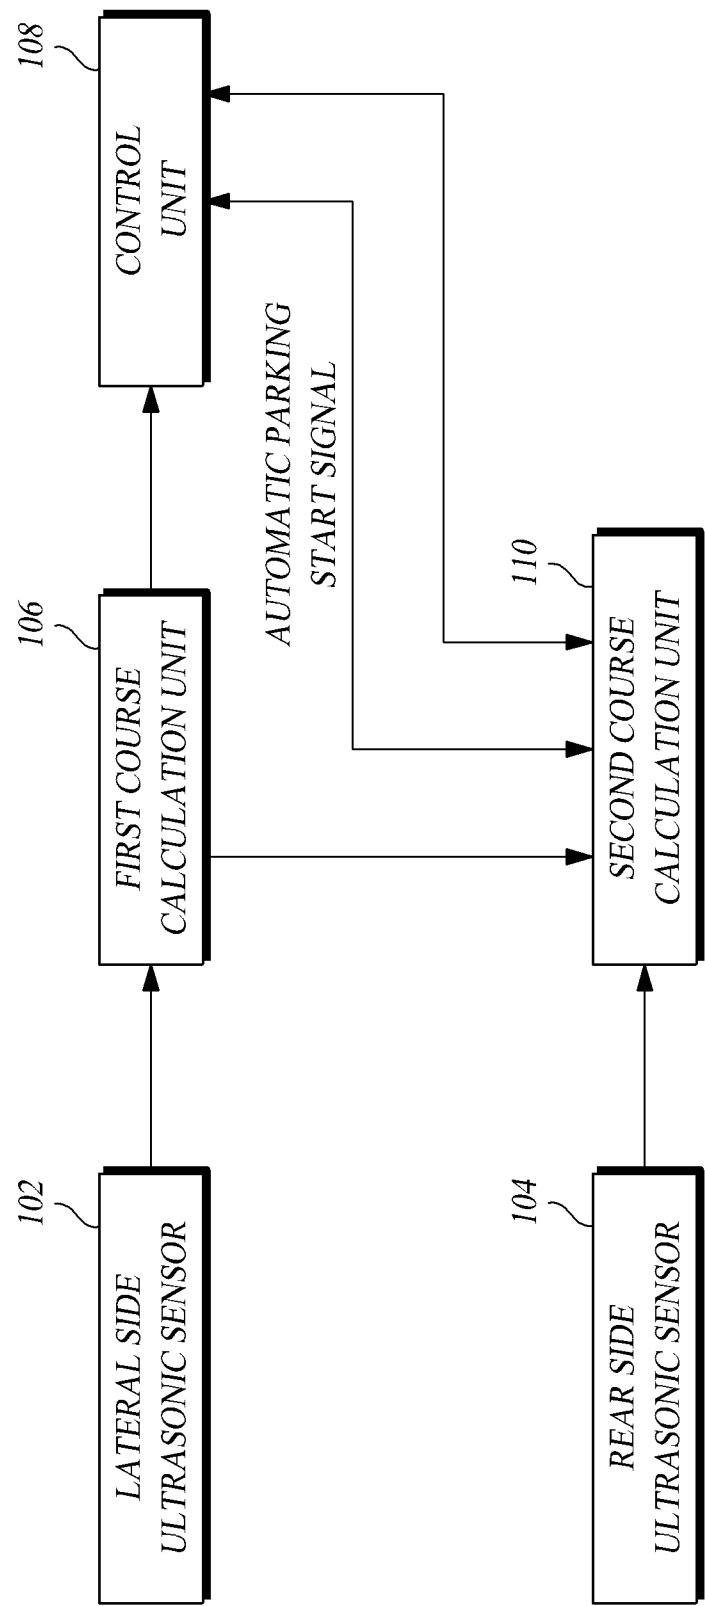 102
LATERAL SIDE
ULTRASONIC SENSOR
106
FIRST COURSE
CALCULATION UNIT
108
CONTROL
UNIT
AUTOMATIC PARKING
START SIGNAL
104
REAR SIDE
ULTRASONIC SENSOR
110
SECOND COURSE
CALCULATION UNIT